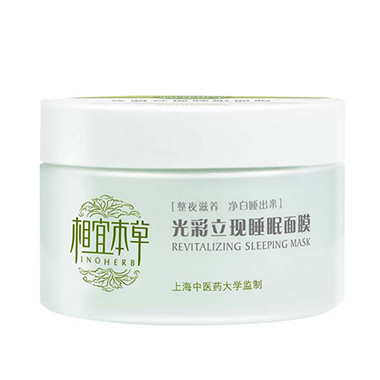 相宜本草
INOHERB
[整夜滋养 净白睡出来]
光彩立现睡眠面膜
REVITALIZING SLEEPING MASK
上海中医药大学监制